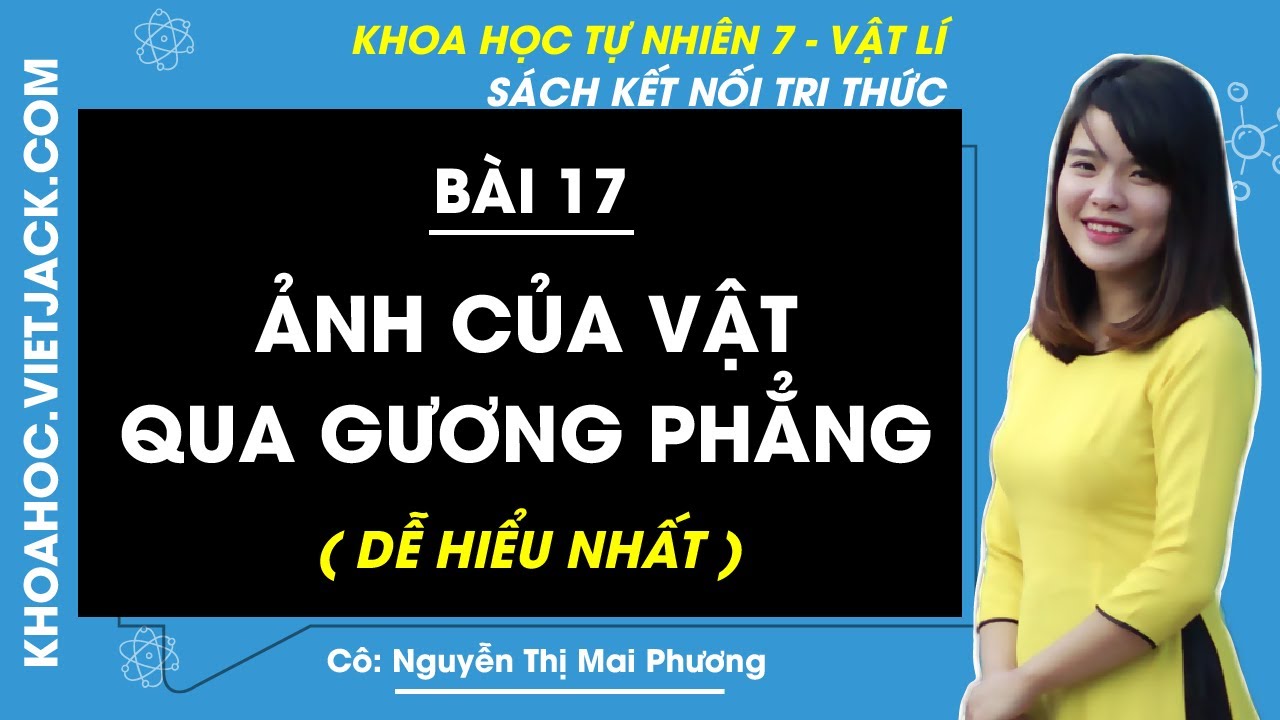 KHOA HỌC TỰ NHIÊN 7 - VẬT LÍ
SÁCH KẾT NỐI TRI THỨC
KHOAHOC.VIETJACK.COM
BÀI 17
ẢNH CỦA VẬT
QUA GƯƠNG PHẲNG
( DỄ HIỂU NHẤT )
Cô: Nguyễn Thị Mai Phương